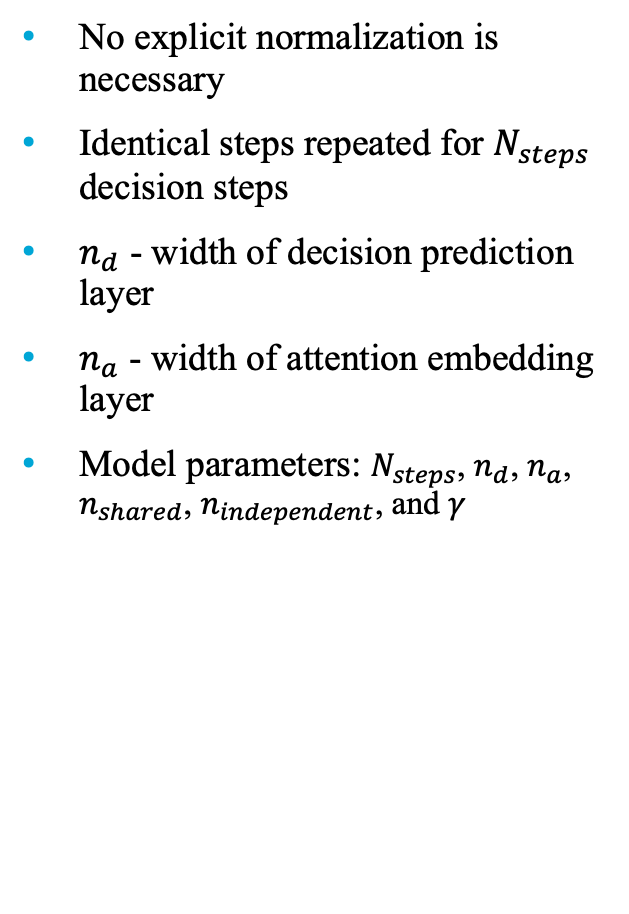 • No explicit normalization is
necessary
• Identical steps repeated for $N_{steps}$
decision steps
• $n_d$ - width of decision prediction
layer
• $n_a$ - width of attention embedding
layer
• Model parameters: $N_{steps}$, $n_d$, $n_a$,
$n_{shared}$, $n_{independent}$, and $\gamma$